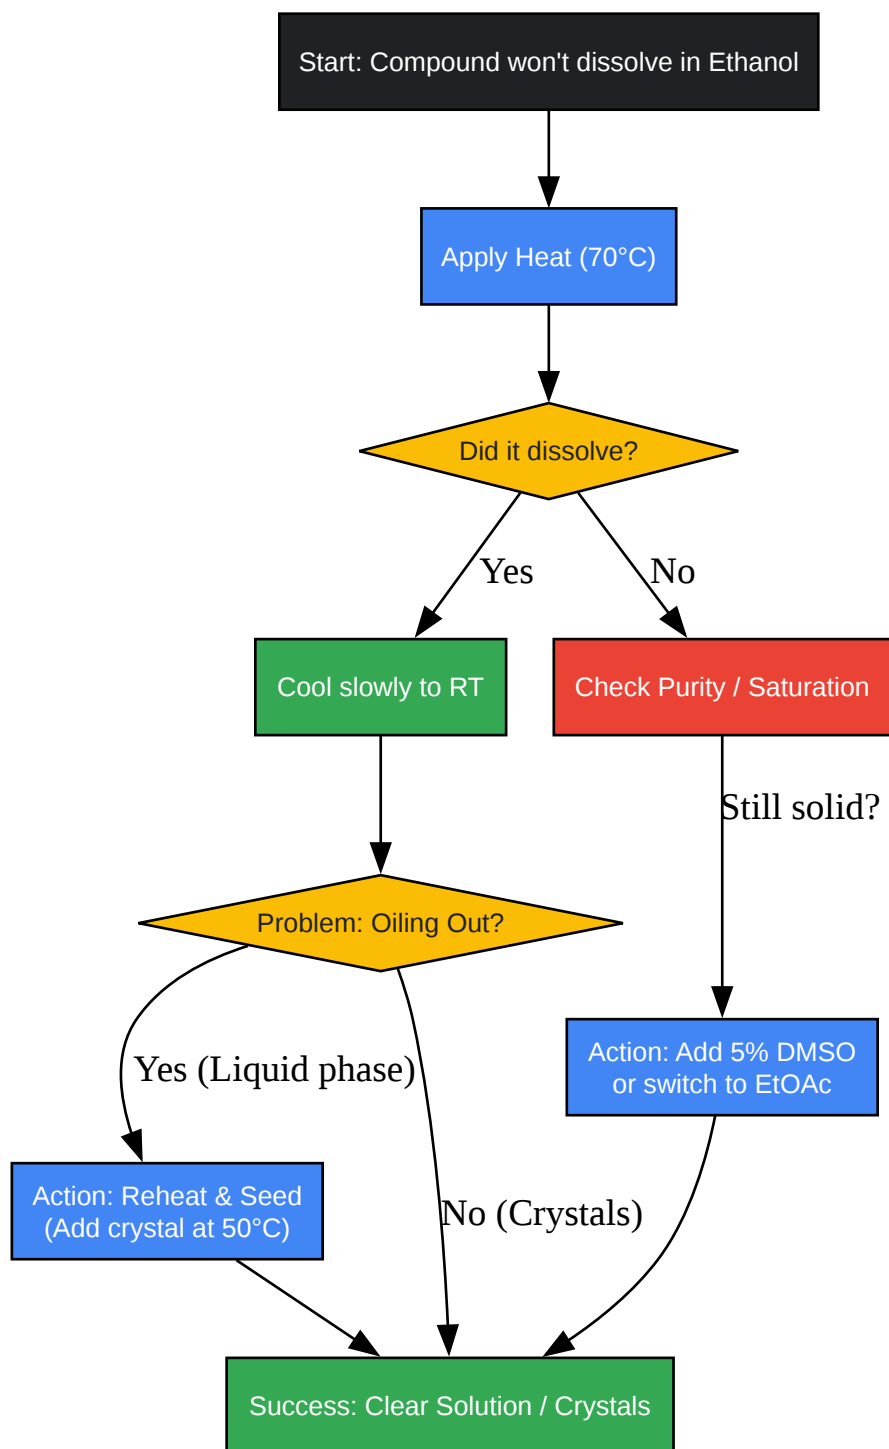 Start: Compound won't dissolve in Ethanol
Apply Heat (70°C)
Did it dissolve?
Yes
No
Cool slowly to RT
Check Purity / Saturation
Still solid?
Problem: Oiling Out?
Action: Add 5% DMSO
or switch to EtOAc
Yes (Liquid phase)
Action: Reheat & Seed
(Add crystal at 50°C)
No (Crystals)
Success: Clear Solution / Crystals